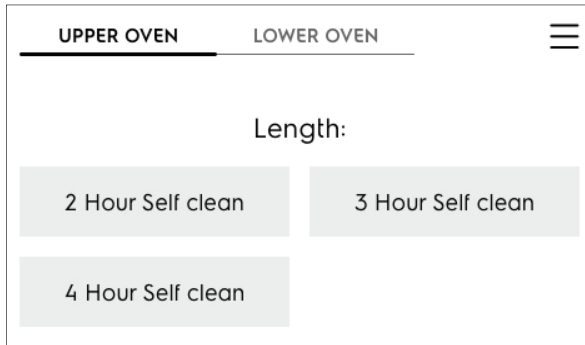 UPPER OVEN LOWER OVEN
Length:
2 Hour Self clean 3 Hour Self clean
4 Hour Self clean